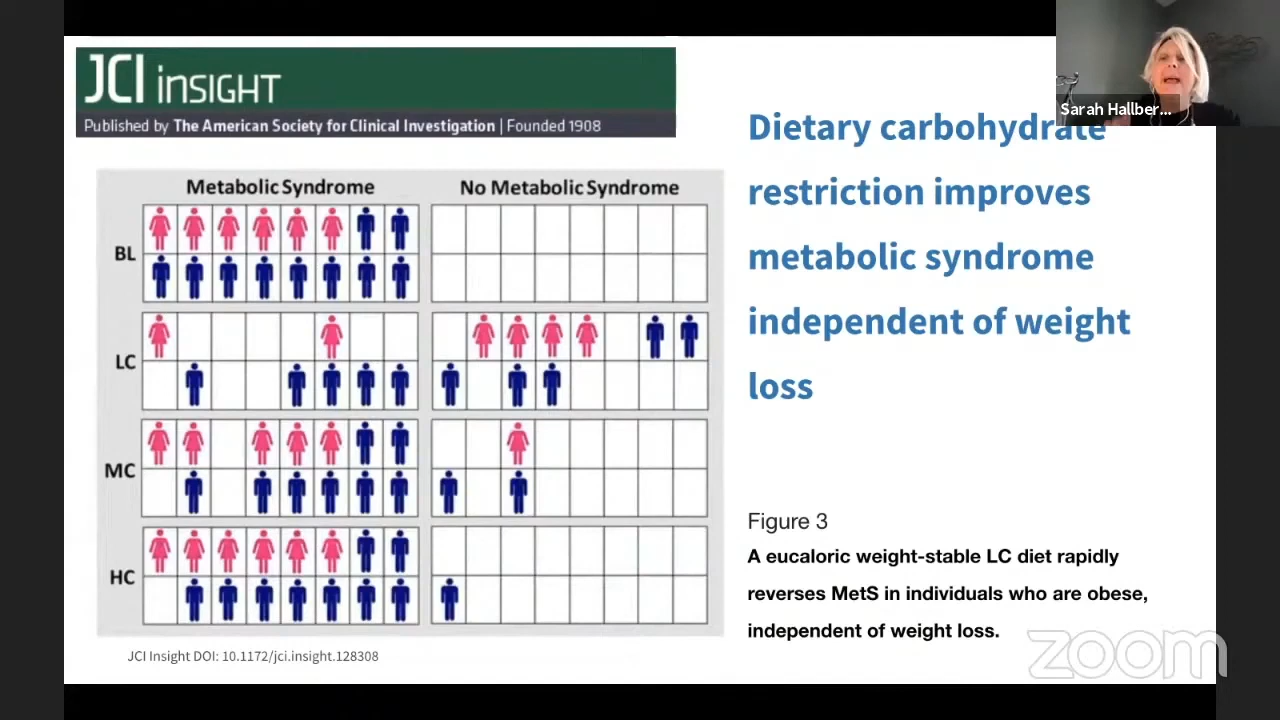 JCI insight
Published by The American Society for Clinical Investigation | Founded 1908
Sarah Hallber...
Dietary carbohydrate
restriction improves
metabolic syndrome
independent of weight
loss
Metabolic Syndrome
No Metabolic Syndrome
BL
LC
MC
HC
Figure 3
A eucaloric weight-stable LC diet rapidly
reverses MetS in individuals who are obese,
independent of weight loss.
JCI Insight DOI: 10.1172/jci.insight.128308
zoom